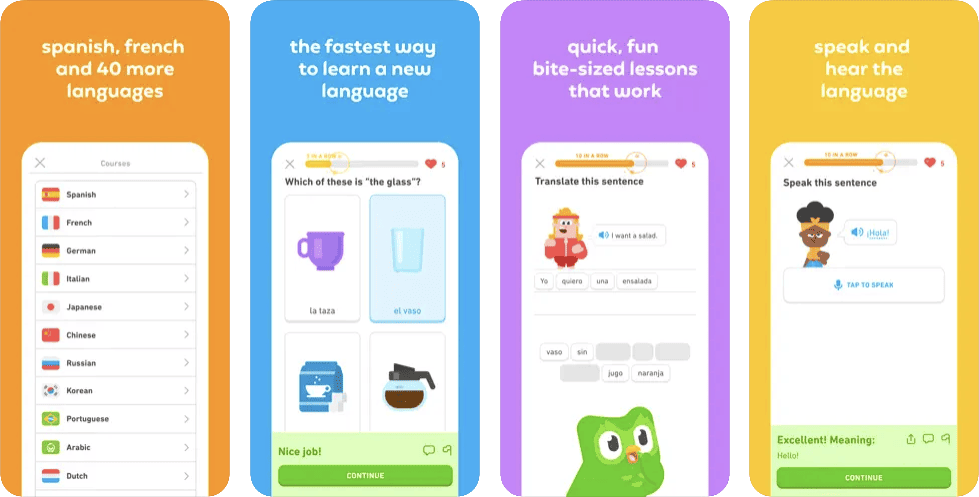 spanish, french
and 40 more
languages
Courses
Spanish
French
German
Italian
Japanese
Chinese
Russian
Korean
Portuguese
Arabic
Dutch
the fastest way
to learn a new
language
5 IN A ROW
5
Which of these is "the glass"?
la taza
el vaso
Nice job!
CONTINUE
quick, fun
bite-sized lessons
that work
10 IN A ROW
5
Translate this sentence
I want a salad.
Yo quiero una ensalada
vaso sin
jugo naranja
speak and
hear the
language
10 IN A ROW
5
Speak this sentence
¡Hola!
TAP TO SPEAK
Excellent! Meaning:
Hello!
CONTINUE